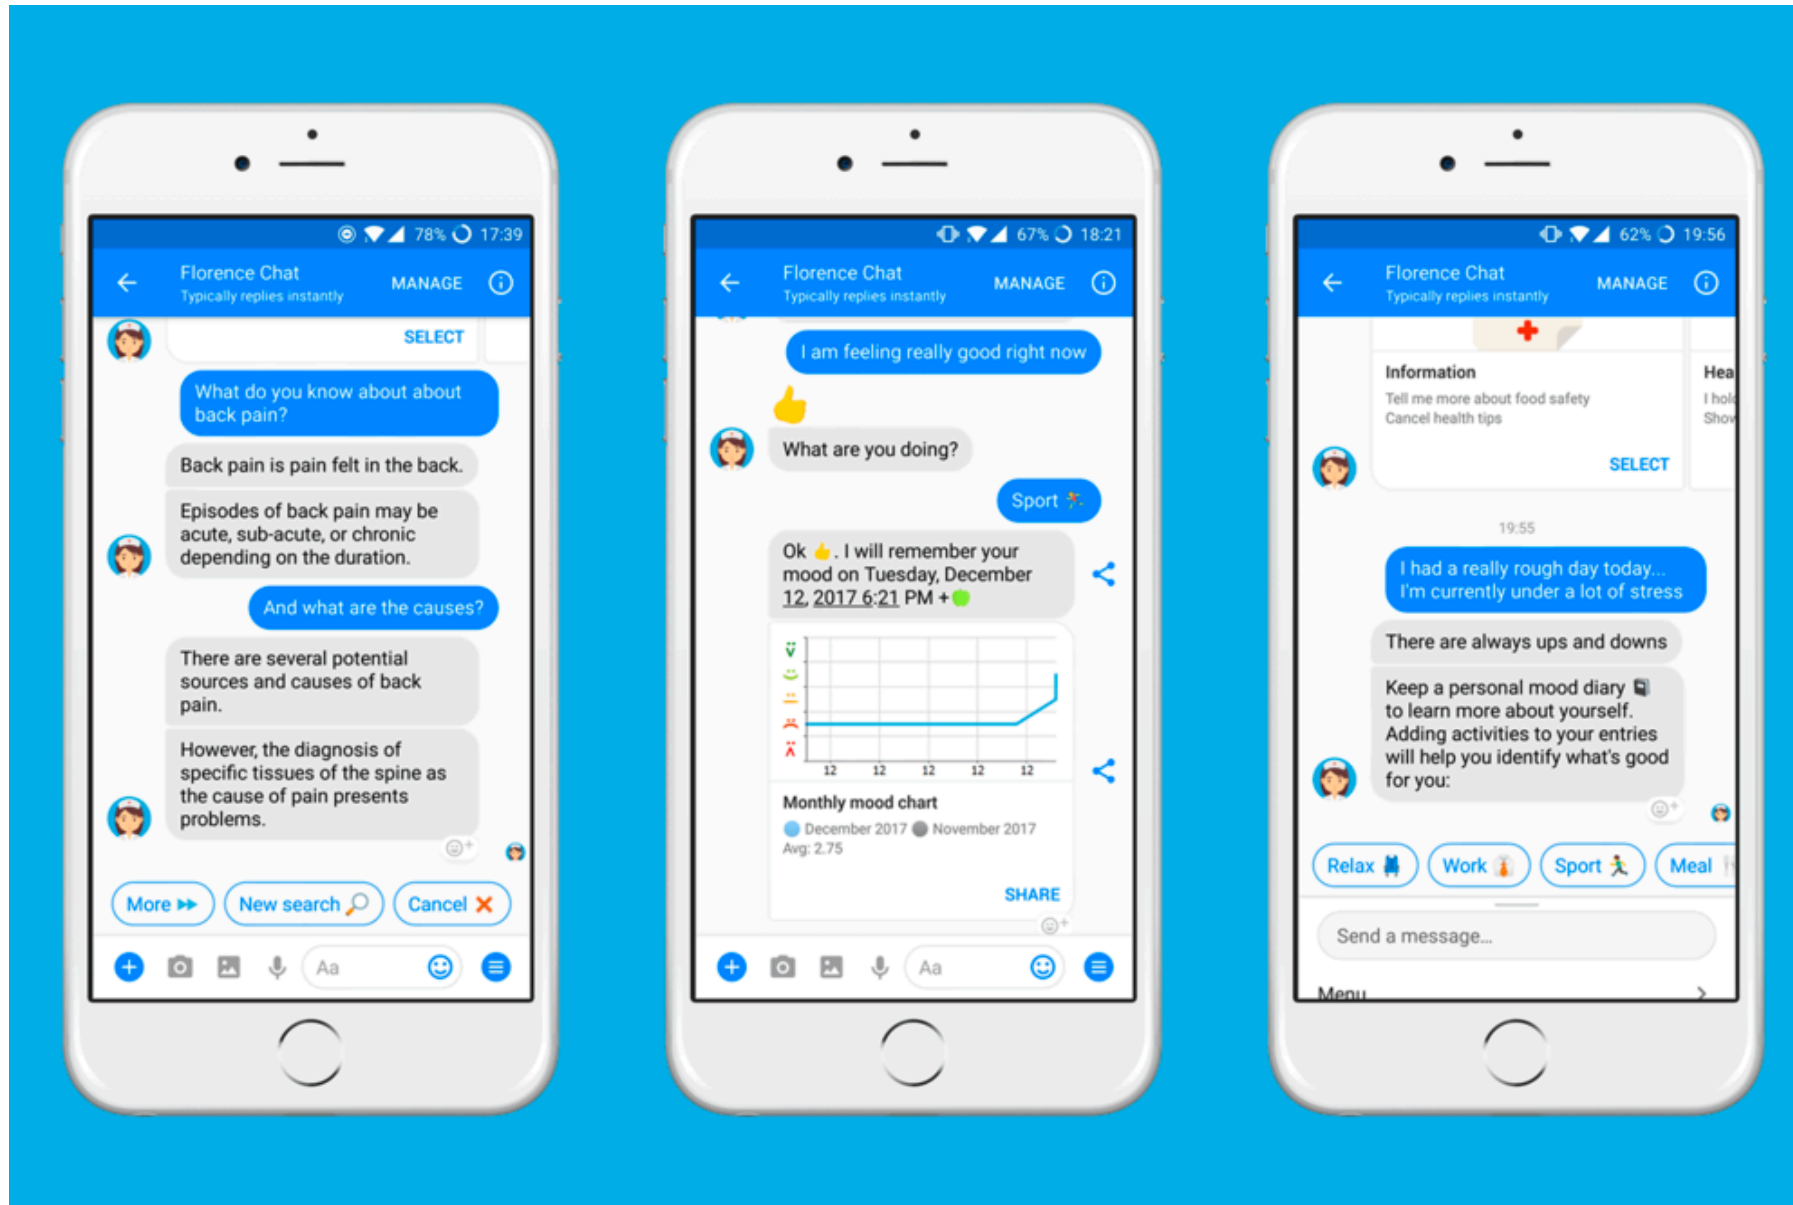 78% 17:39
Florence Chat
Typically replies instantly
MANAGE
SELECT
What do you know about about
back pain?
Back pain is pain felt in the back.
Episodes of back pain may be
acute, sub-acute, or chronic
depending on the duration.
And what are the causes?
There are several potential
sources and causes of back
pain.
However, the diagnosis of
specific tissues of the spine as
the cause of pain presents
problems.
More
New search
Cancel
Aa
67% 18:21
Florence Chat
Typically replies instantly
MANAGE
I am feeling really good right now
What are you doing?
Sport
Ok 👍. I will remember your
mood on Tuesday, December
12, 2017 6:21 PM +🍏
12 12 12 12 12
Monthly mood chart
December 2017 November 2017
Avg: 2.75
SHARE
Aa
62% 19:56
Florence Chat
Typically replies instantly
MANAGE
Information
Tell me more about food safety
Cancel health tips
SELECT
Hea
I hol
Show
19:55
I had a really rough day today...
I'm currently under a lot of stress
There are always ups and downs
Keep a personal mood diary
to learn more about yourself.
Adding activities to your entries
will help you identify what's good
for you:
Relax
Work
Sport
Meal
Send a message...
Menu